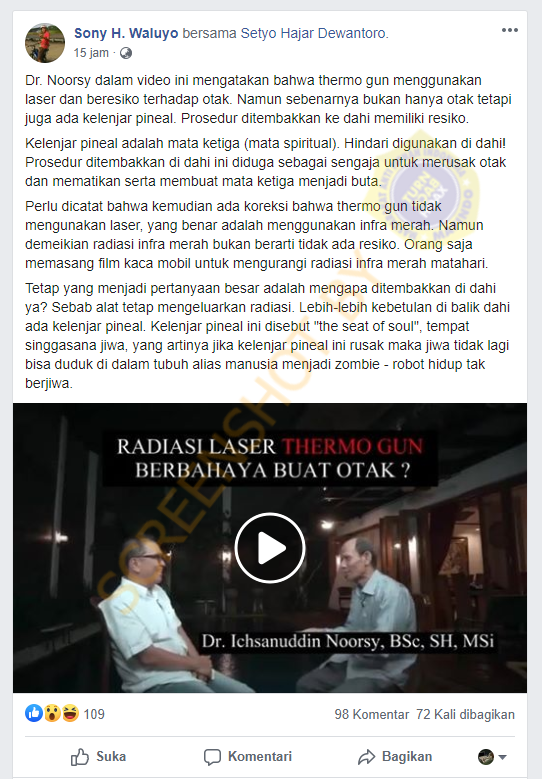 Sony H. Waluyo bersama Setyo Hajar Dewantoro.
15 jam ·
Dr. Noorsy dalam video ini mengatakan bahwa thermo gun menggunakan
laser dan beresiko terhadap otak. Namun sebenarnya bukan hanya otak tetapi
juga ada kelenjar pineal. Prosedur ditembakkan ke dahi memiliki resiko.
Kelenjar pineal adalah mata ketiga (mata spiritual). Hindari digunakan di dahi!
Prosedur ditembakkan di dahi ini diduga sebagai sengaja untuk merusak otak
dan mematikan serta membuat mata ketiga menjadi buta.
Perlu dicatat bahwa kemudian ada koreksi bahwa thermo gun tidak
mengunakan laser, yang benar adalah menggunakan infra merah. Namun
demeikian radiasi infra merah bukan berarti tidak ada resiko. Orang saja
memasang film kaca mobil untuk mengurangi radiasi infra merah matahari.
Tetap yang menjadi pertanyaan besar adalah mengapa ditembakkan di dahi
ya? Sebab alat tetap mengeluarkan radiasi. Lebih-lebih kebetulan di balik dahi
ada kelenjar pineal. Kelenjar pineal ini disebut "the seat of soul", tempat
singgasana jiwa, yang artinya jika kelenjar pineal ini rusak maka jiwa tidak lagi
bisa duduk di dalam tubuh alias manusia menjadi zombie - robot hidup tak
berjiwa.
SCREENSHOT BY
TURN BACK HOAX
RADIASI LASER THERMO GUN
BERBAHAYA BUAT OTAK ?
Dr. Ichsanuddin Noorsy, BSc, SH, MSi
109
98 Komentar 72 Kali dibagikan
Suka Komentari Bagikan